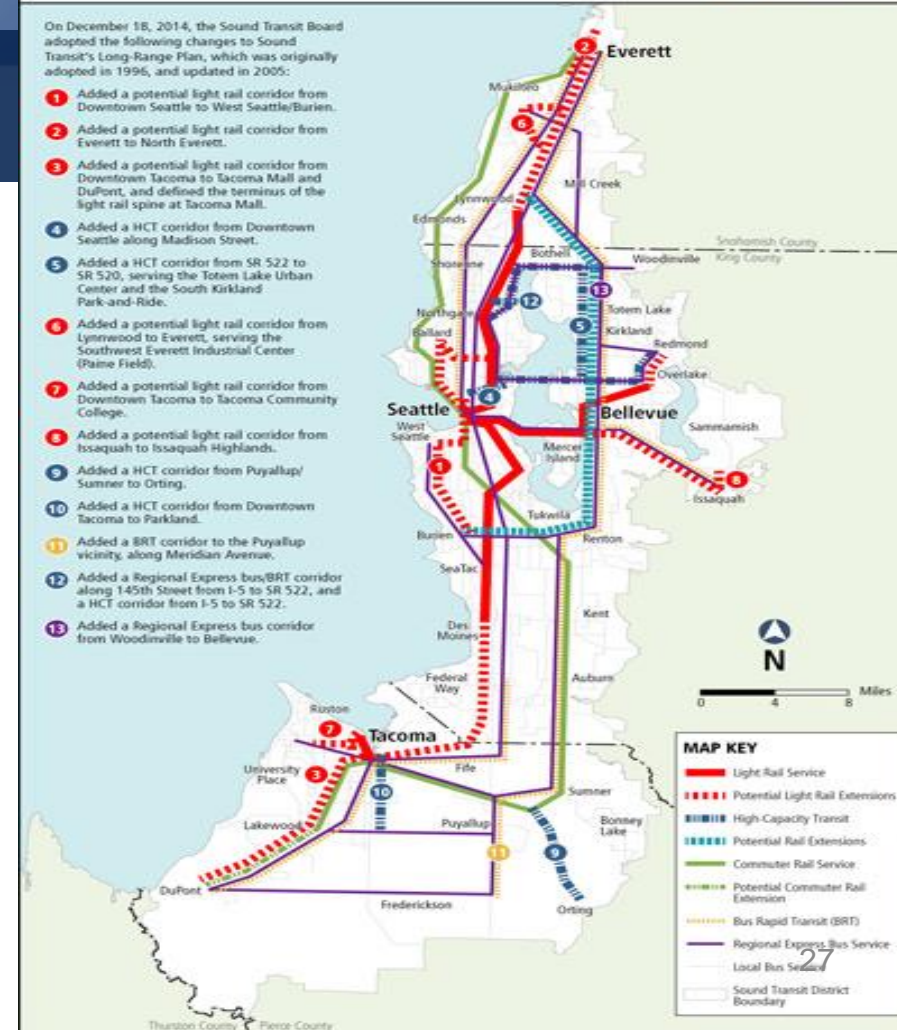 On December 18, 2014, the Sound Transit Board
adopted the following changes to Sound
Transit's Long-Range Plan, which was originally
adopted in 1996, and updated in 2005:
1 Added a potential light rail corridor from
Downtown Seattle to West Seattle/Burien.
2 Added a potential light rail corridor from
Everett to North Everett.
3 Added a potential light rail corridor from
Downtown Tacoma to Tacoma Mall and
DuPont, and defined the terminus of the
light rail spine at Tacoma Mall.
4 Added a HCT corridor from Downtown
Seattle along Madison Street.
5 Added a HCT corridor from SR 522 to
SR 520, serving the Totem Lake Urban
Center and the South Kirkland
Park-and-Ride.
6 Added a potential light rail corridor from
Lynnwood to Everett, serving the
Southwest Everett Industrial Center
(Paine Field).
7 Added a potential light rail corridor from
Downtown Tacoma to Tacoma Community
College.
8 Added a potential light rail corridor from
Issaquah to Issaquah Highlands.
9 Added a HCT corridor from Puyallup/
Sumner to Orting.
10 Added a HCT corridor from Downtown
Tacoma to Parkland.
11 Added a BRT corridor to the Puyallup
vicinity, along Meridian Avenue.
12 Added a Regional Express bus/BRT corridor
along 145th Street from I-5 to SR 522, and
a HCT corridor from I-5 to SR 522.
13 Added a Regional Express bus corridor
from Woodinville to Bellevue.
2 Everett
Mukilteo
6
Mill Creek
Lynnwood
Edmonds
Snohomish County
King County
Bothell
Woodinville
Shoreline
13
12
Totem Lake
Northgate
5
Kirkland
Ballard
Redmond
Overlake
4
Seattle
Bellevue
West
Seattle
Sammamish
Mercer
Island
1
8
Issaquah
Tukwila
Burien
Renton
SeaTac
Kent
Des
Moines
N
Federal
Way
Auburn
Miles
0 4 8
Ruston
7
Tacoma
University
Place
3
Fife
10
Sumner
Lakewood
Puyallup
Bonney
Lake
11
9
DuPont
Frederickson
Orting
Thurston County
Pierce County
MAP KEY
Light Rail Service
Potential Light Rail Extensions
High-Capacity Transit
Potential Rail Extensions
Commuter Rail Service
Potential Commuter Rail
Extension
Bus Rapid Transit (BRT)
Regional Express Bus Service
Local Bus Service
Sound Transit District
Boundary
27